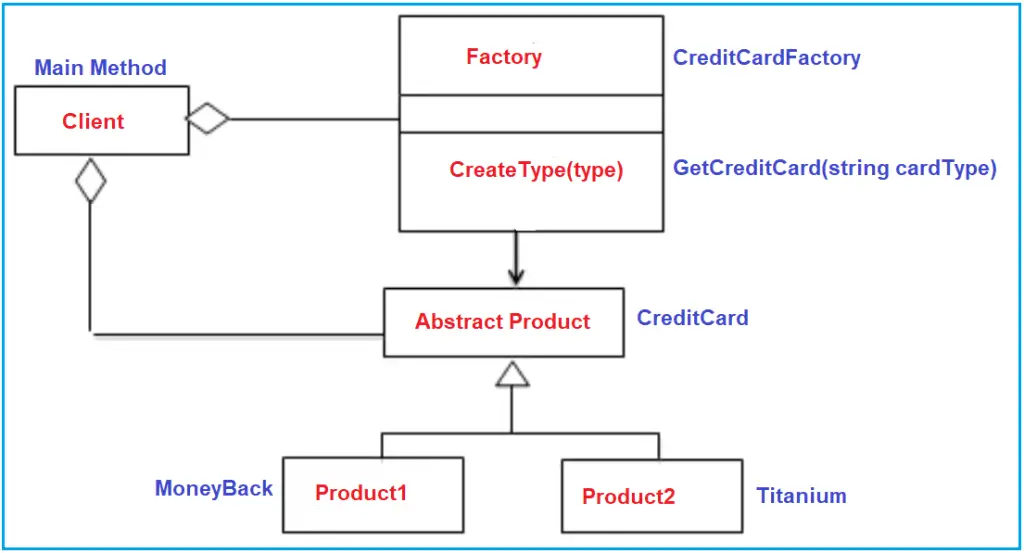 Factory
CreditCardFactory
Main Method
Client
CreateType(type)
GetCreditCard(string cardType)
Abstract Product
CreditCard
MoneyBack
Product1
Product2
Titanium